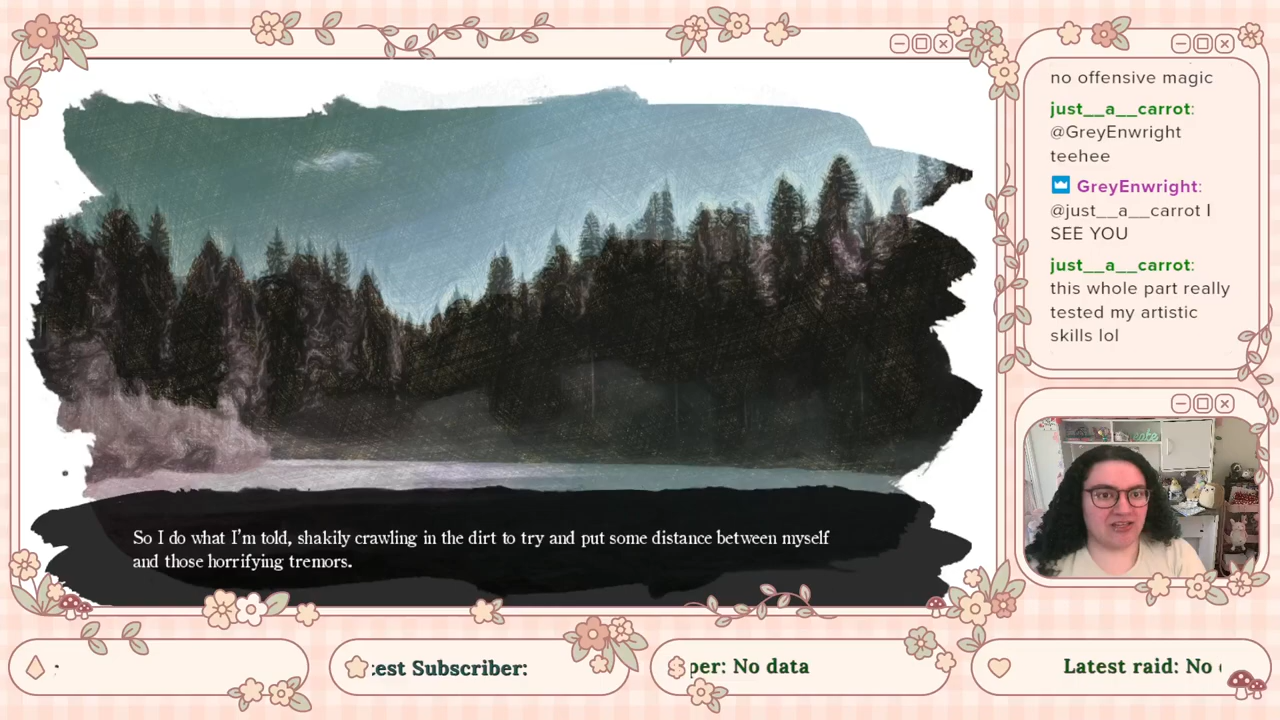 no offensive magic
just__a__carrot:
@GreyEnwright
teehee
GreyEnwright:
@just__a__carrot I
SEE YOU
just__a__carrot:
this whole part really
tested my artistic
skills lol
So I do what I'm told, shakily crawling in the dirt to try and put some distance between myself
and those horrifying tremors.
est Subscriber:
per: No data
Latest raid: No